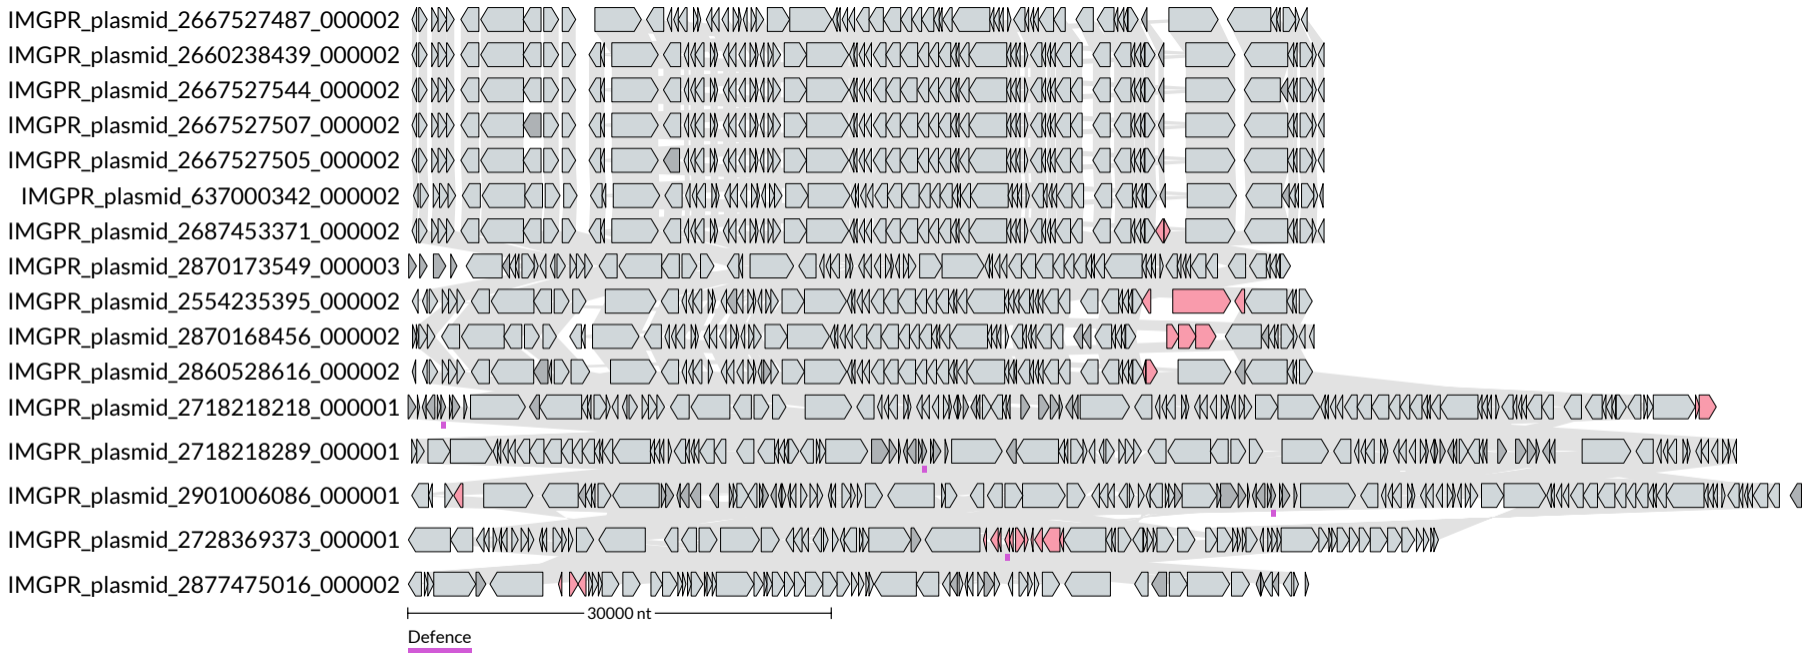 IMGPR_plasmid_2667527487_000002
IMGPR_plasmid_2660238439_000002
IMGPR_plasmid_2667527544_000002
IMGPR_plasmid_2667527507_000002
IMGPR_plasmid_2667527505_000002
IMGPR_plasmid_637000342_000002
IMGPR_plasmid_2687453371_000002
IMGPR_plasmid_2870173549_000003
IMGPR_plasmid_2554235395_000002
IMGPR_plasmid_2870168456_000002
IMGPR_plasmid_2860528616_000002
IMGPR_plasmid_2718218218_000001
IMGPR_plasmid_2718218289_000001
IMGPR_plasmid_2901006086_000001
IMGPR_plasmid_2728369373_000001
IMGPR_plasmid_2877475016_000002
30000 nt
Defence